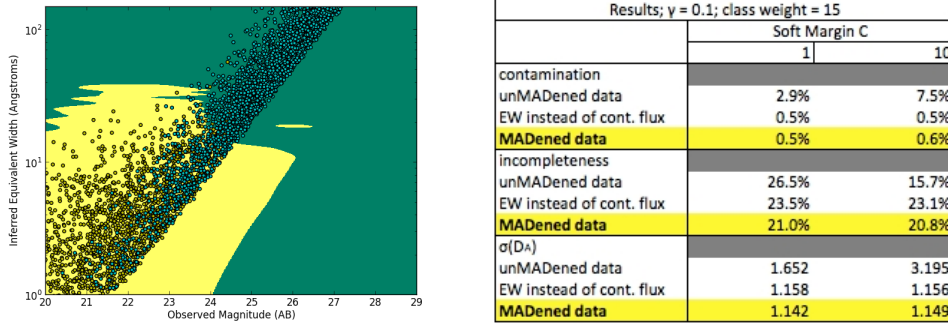 10²
10¹
10⁰
Inferred Equivalent Width (Angstroms)
20 21 22 23 24 25 26 27 28 29
Observed Magnitude (AB)
Results; γ = 0.1; class weight = 15
Soft Margin C
1 10
contamination
unMADened data 2.9% 7.5%
EW instead of cont. flux 0.5% 0.5%
MADened data 0.5% 0.6%
incompleteness
unMADened data 26.5% 15.7%
EW instead of cont. flux 23.5% 23.1%
MADened data 21.0% 20.8%
σ(DA)
unMADened data 1.652 3.195
EW instead of cont. flux 1.158 1.156
MADened data 1.142 1.149